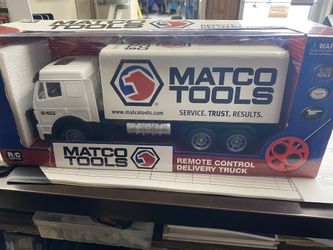 MATCO
TOOLS
MATCO
TOOLS
www.matcotools.com
SERVICE. TRUST. RESULTS.
R/C
MATCO
TOOLS
REMOTE CONTROL
DELIVERY TRUCK